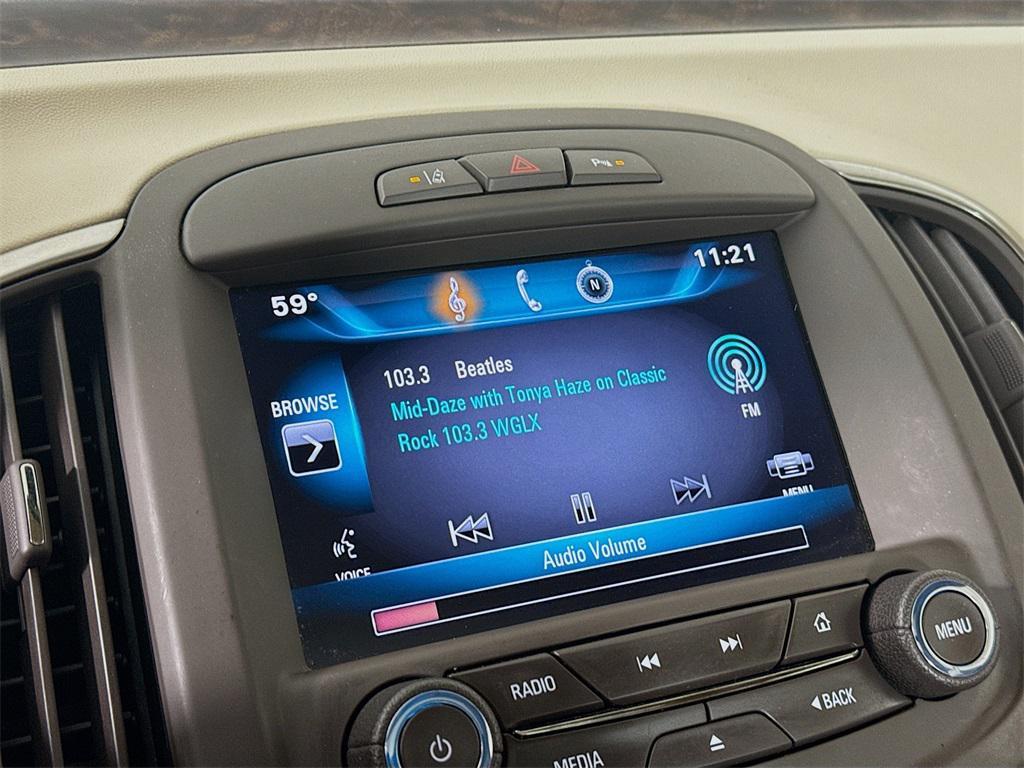 59° 11:21
N
BROWSE
103.3 Beatles
Mid-Daze with Tonya Haze on Classic
Rock 103.3 WGLX
FM
VOICE
MENU
Audio Volume
RADIO
MENU
BACK
MEDIA